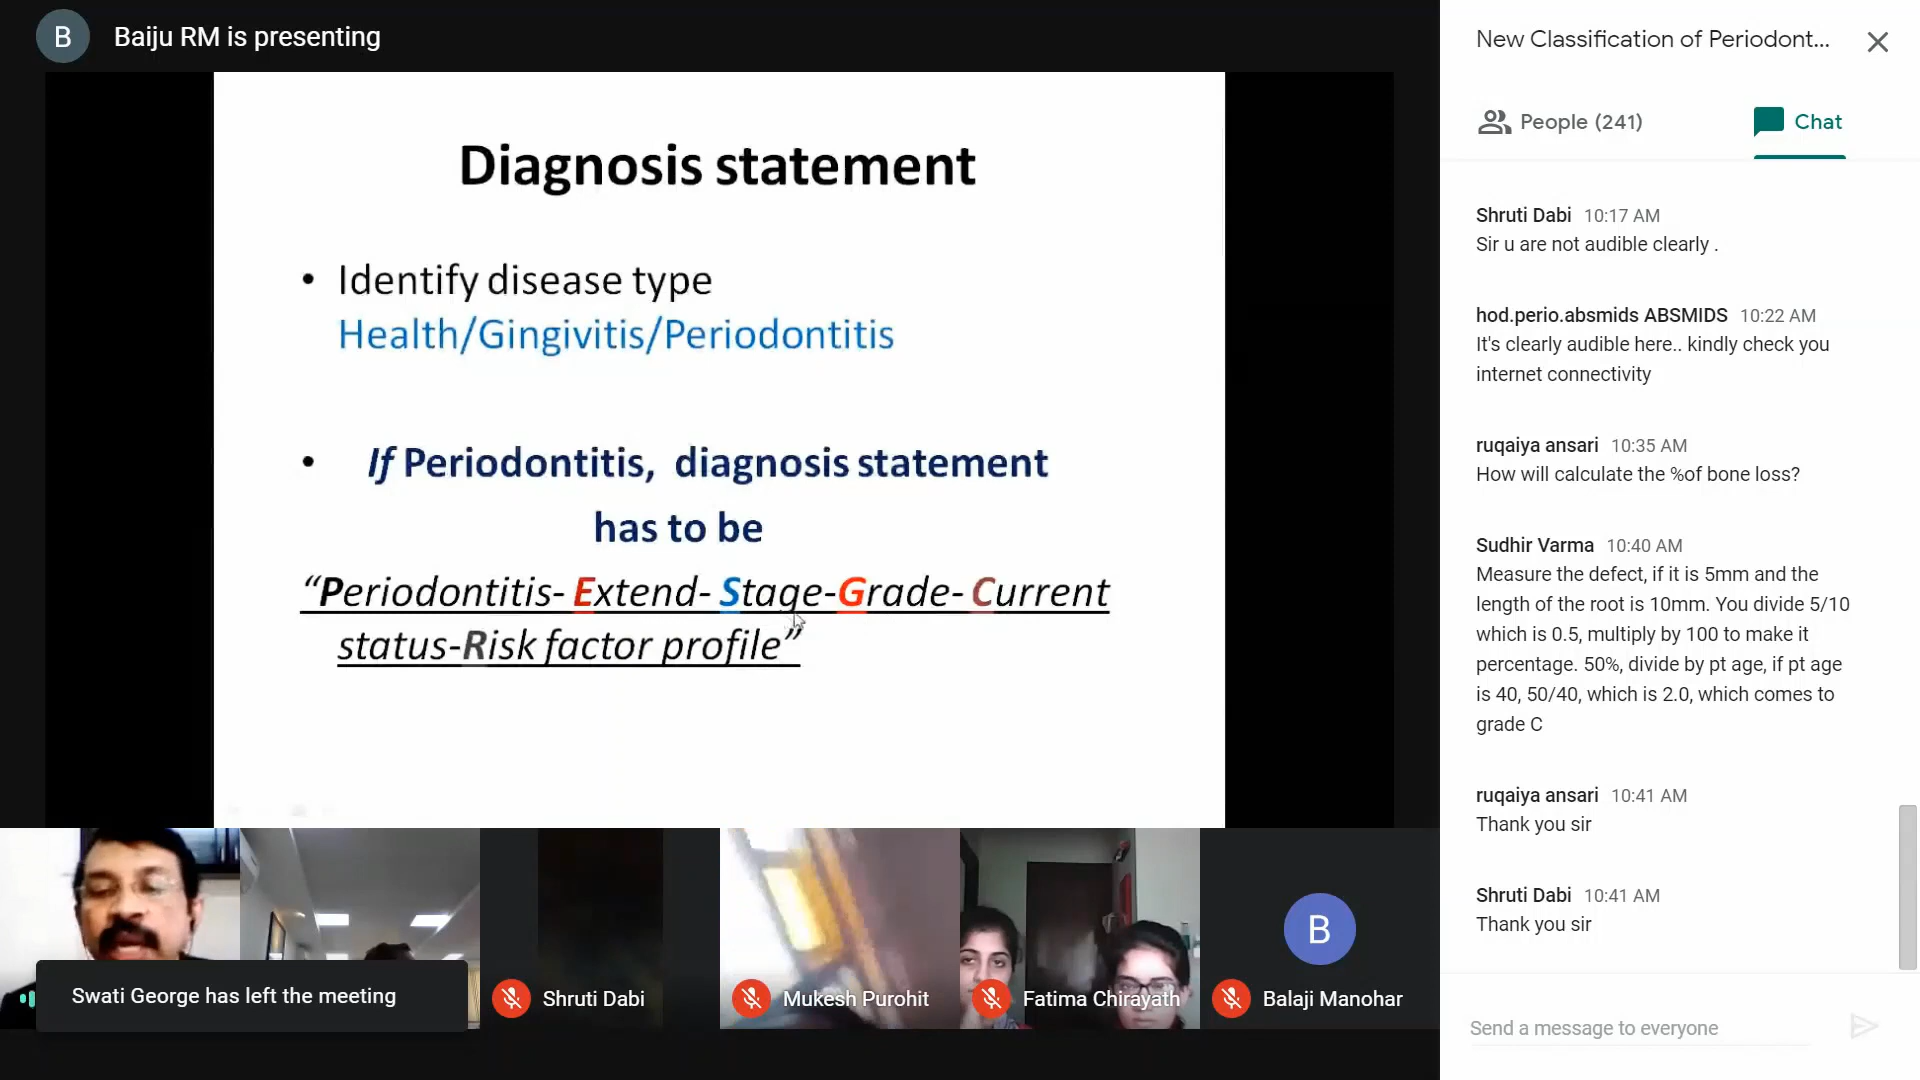 B
Baiju RM is presenting
Diagnosis statement
• Identify disease type
Health/Gingivitis/Periodontitis
• If Periodontitis, diagnosis statement
has to be
“Periodontitis- Extend- Stage-Grade- Current
status-Risk factor profile”
Swati George has left the meeting
Shruti Dabi
Mukesh Purohit
Fatima Chirayath
B
Balaji Manohar
New Classification of Periodont...
People (241)
Chat
Shruti Dabi 10:17 AM
Sir u are not audible clearly .
hod.perio.absmids ABSMIDS 10:22 AM
It's clearly audible here.. kindly check you
internet connectivity
ruqaiya ansari 10:35 AM
How will calculate the %of bone loss?
Sudhir Varma 10:40 AM
Measure the defect, if it is 5mm and the
length of the root is 10mm. You divide 5/10
which is 0.5, multiply by 100 to make it
percentage. 50%, divide by pt age, if pt age
is 40, 50/40, which is 2.0, which comes to
grade C
ruqaiya ansari 10:41 AM
Thank you sir
Shruti Dabi 10:41 AM
Thank you sir
Send a message to everyone